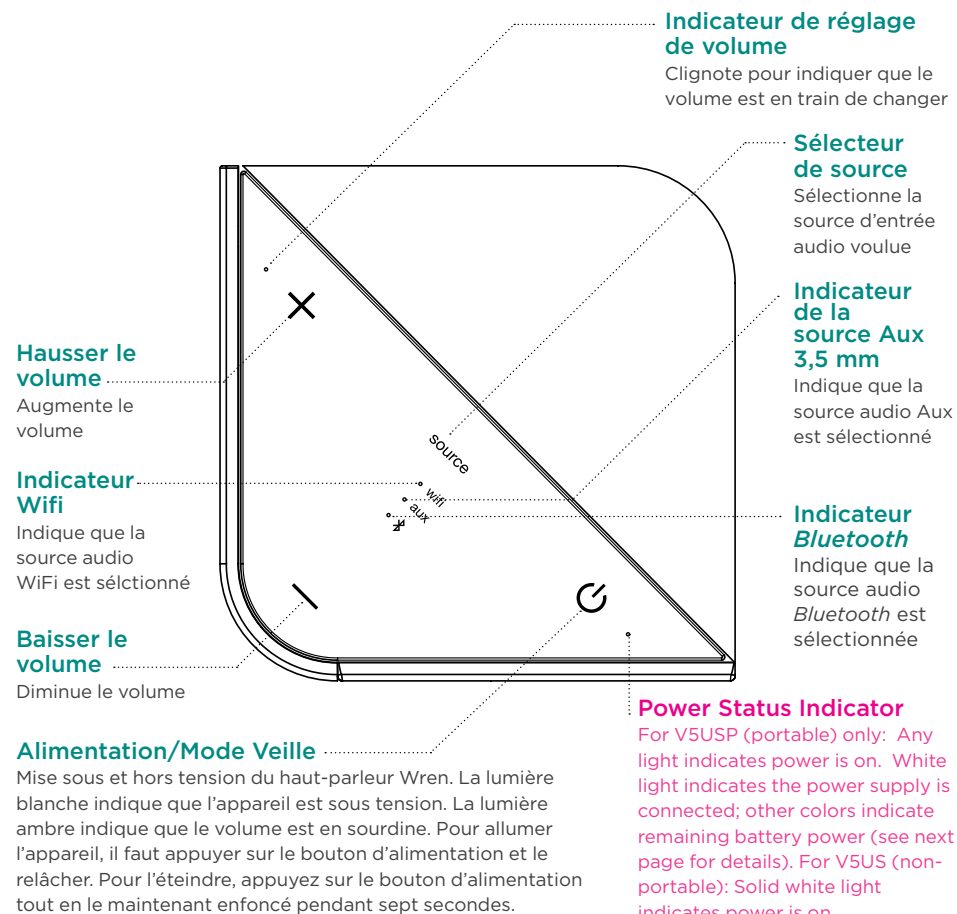 Indicateur de réglage
de volume
Clignote pour indiquer que le
volume est en train de changer
Sélecteur
de source
Sélectionne la
source d'entrée
audio voulue
Indicateur
de la
source Aux
3,5 mm
Indique que la
source audio Aux
est sélectionné
Hausser le
volume
Augmente le
volume
source
wifi
aux
Indicateur
Wifi
Indique que la
source audio
WiFi est sélctionné
Indicateur
Bluetooth
Indique que la
source audio
Bluetooth est
sélectionnée
Baisser le
volume
Diminue le volume
Alimentation/Mode Veille
Mise sous et hors tension du haut-parleur Wren. La lumière
blanche indique que l'appareil est sous tension. La lumière
ambre indique que le volume est en sourdine. Pour allumer
l'appareil, il faut appuyer sur le bouton d'alimentation et le
relâcher. Pour l'éteindre, appuyez sur le bouton d'alimentation
tout en le maintenant enfoncé pendant sept secondes.
Power Status Indicator
For V5USP (portable) only:  Any
light indicates power is on.  White
light indicates the power supply is
connected; other colors indicate
remaining battery power (see next
page for details). For V5US (non-
portable): Solid white light
indicates power is on